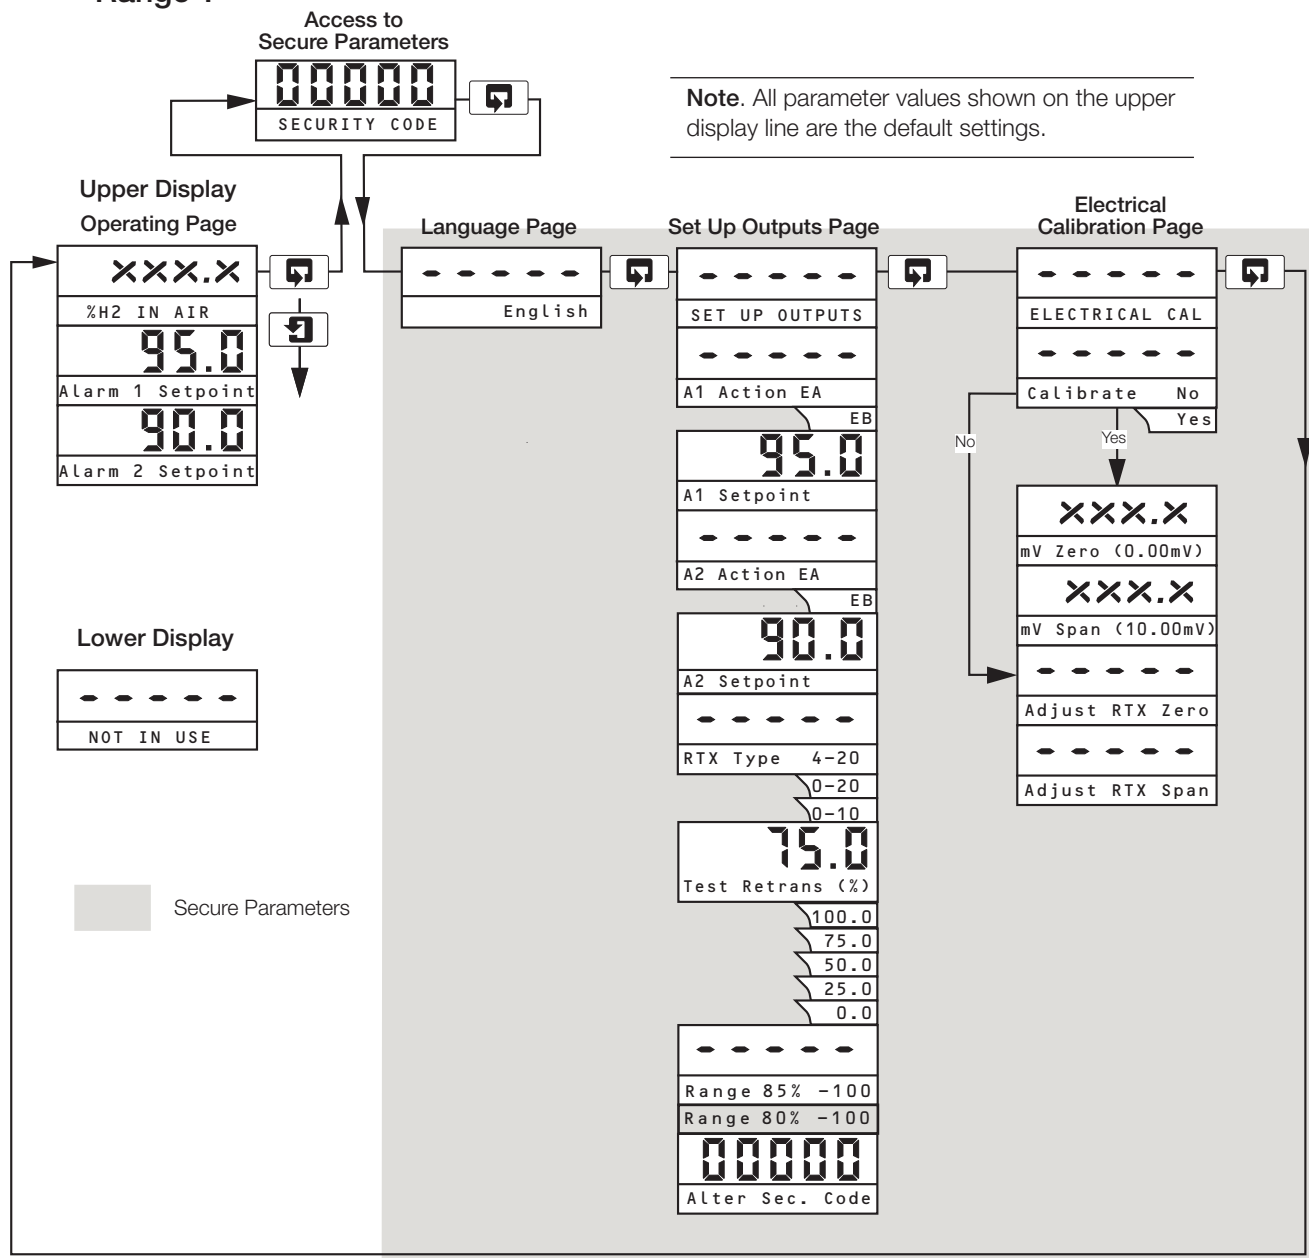 Access to
Secure Parameters
00000
SECURITY CODE
Note. All parameter values shown on the upper
display line are the default settings.
Upper Display
Operating Page
×××.×
%H2 IN AIR
95.0
Alarm 1 Setpoint
90.0
Alarm 2 Setpoint
Lower Display
- - - - -
NOT IN USE
Secure Parameters
Language Page
- - - - -
English
Set Up Outputs Page
- - - - -
SET UP OUTPUTS
- - - - -
A1 Action EA
EB
95.0
A1 Setpoint
- - - - -
A2 Action EA
EB
90.0
A2 Setpoint
- - - - -
RTX Type 4-20
0-20
0-10
75.0
Test Retrans (%)
100.0
75.0
50.0
25.0
0.0
- - - - -
Range 85% -100
Range 80% -100
00000
Alter Sec. Code
Electrical
Calibration Page
- - - - -
ELECTRICAL CAL
- - - - -
Calibrate No
Yes
No
Yes
×××.×
mV Zero (0.00mV)
×××.×
mV Span (10.00mV)
- - - - -
Adjust RTX Zero
- - - - -
Adjust RTX Span